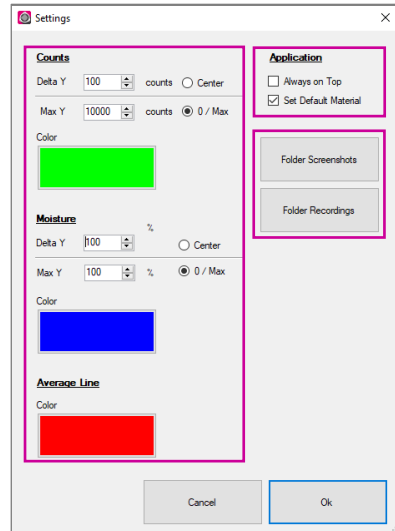 Settings
Counts
Delta Y 100 counts Center
Max Y 10000 counts 0 / Max
Color
Moisture
%
Delta Y 100 Center
Max Y 100 % 0 / Max
Color
Average Line
Color
Application
Always on Top
Set Default Material
Folder Screenshots
Folder Recordings
Cancel Ok